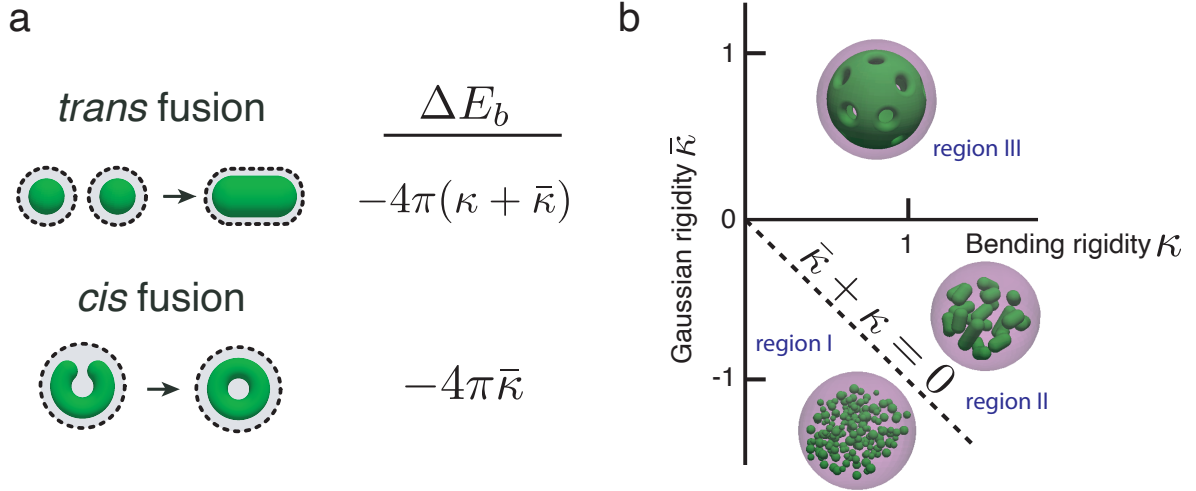 a
trans fusion
ΔE_b
−4π(κ + κ̄)
cis fusion
−4πκ̄
b
1
Gaussian rigidity κ̄
region III
0
1
Bending rigidity κ
κ̄ + κ = 0
region I
-1
region II